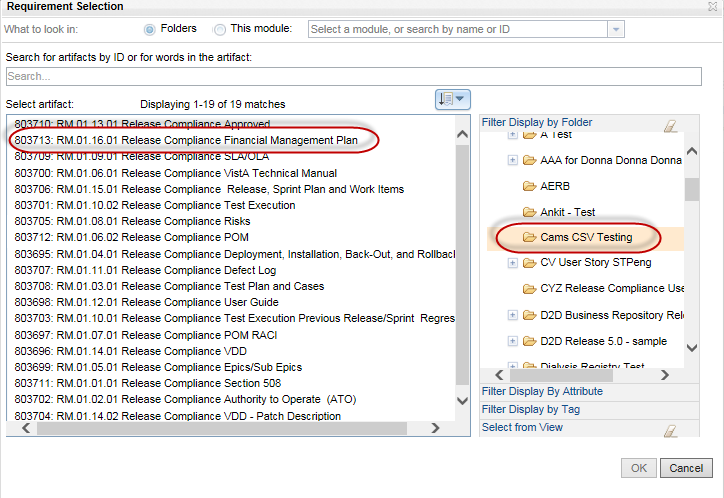 Requirement Selection
What to look in: Folders This module: Select a module, or search by name or ID
Search for artifacts by ID or for words in the artifact:
Search...
Select artifact: Displaying 1-19 of 19 matches
803710: RM.01.13.01 Release Compliance Approved
803713: RM.01.16.01 Release Compliance Financial Management Plan
803709: RM.01.09.01 Release Compliance SLA/OLA
803700: RM.01.06.01 Release Compliance VistA Technical Manual
803706: RM.01.15.01 Release Compliance Release, Sprint Plan and Work Items
803701: RM.01.10.02 Release Compliance Test Execution
803705: RM.01.08.01 Release Compliance Risks
803712: RM.01.06.02 Release Compliance POM
803695: RM.01.04.01 Release Compliance Deployment, Installation, Back-Out, and Rollback
803707: RM.01.11.01 Release Compliance Defect Log
803708: RM.01.03.01 Release Compliance Test Plan and Cases
803698: RM.01.12.01 Release Compliance User Guide
803703: RM.01.10.01 Release Compliance Test Execution Previous Release/Sprint Regres
803697: RM.01.07.01 Release Compliance POM RACI
803696: RM.01.14.01 Release Compliance VDD
803699: RM.01.05.01 Release Compliance Epics/Sub Epics
803711: RM.01.01.01 Release Compliance Section 508
803702: RM.01.02.01 Release Compliance Authority to Operate (ATO)
803704: RM.01.14.02 Release Compliance VDD - Patch Description
Filter Display by Folder
A Test
AAA for Donna Donna Donna
AERB
Ankit - Test
Cams CSV Testing
CV User Story STPeng
CYZ Release Compliance Use
D2D Business Repository Rel
D2D Release 5.0 - sample
Dialysis Registry Test
Filter Display By Attribute
Filter Display by Tag
Select from View
OK Cancel